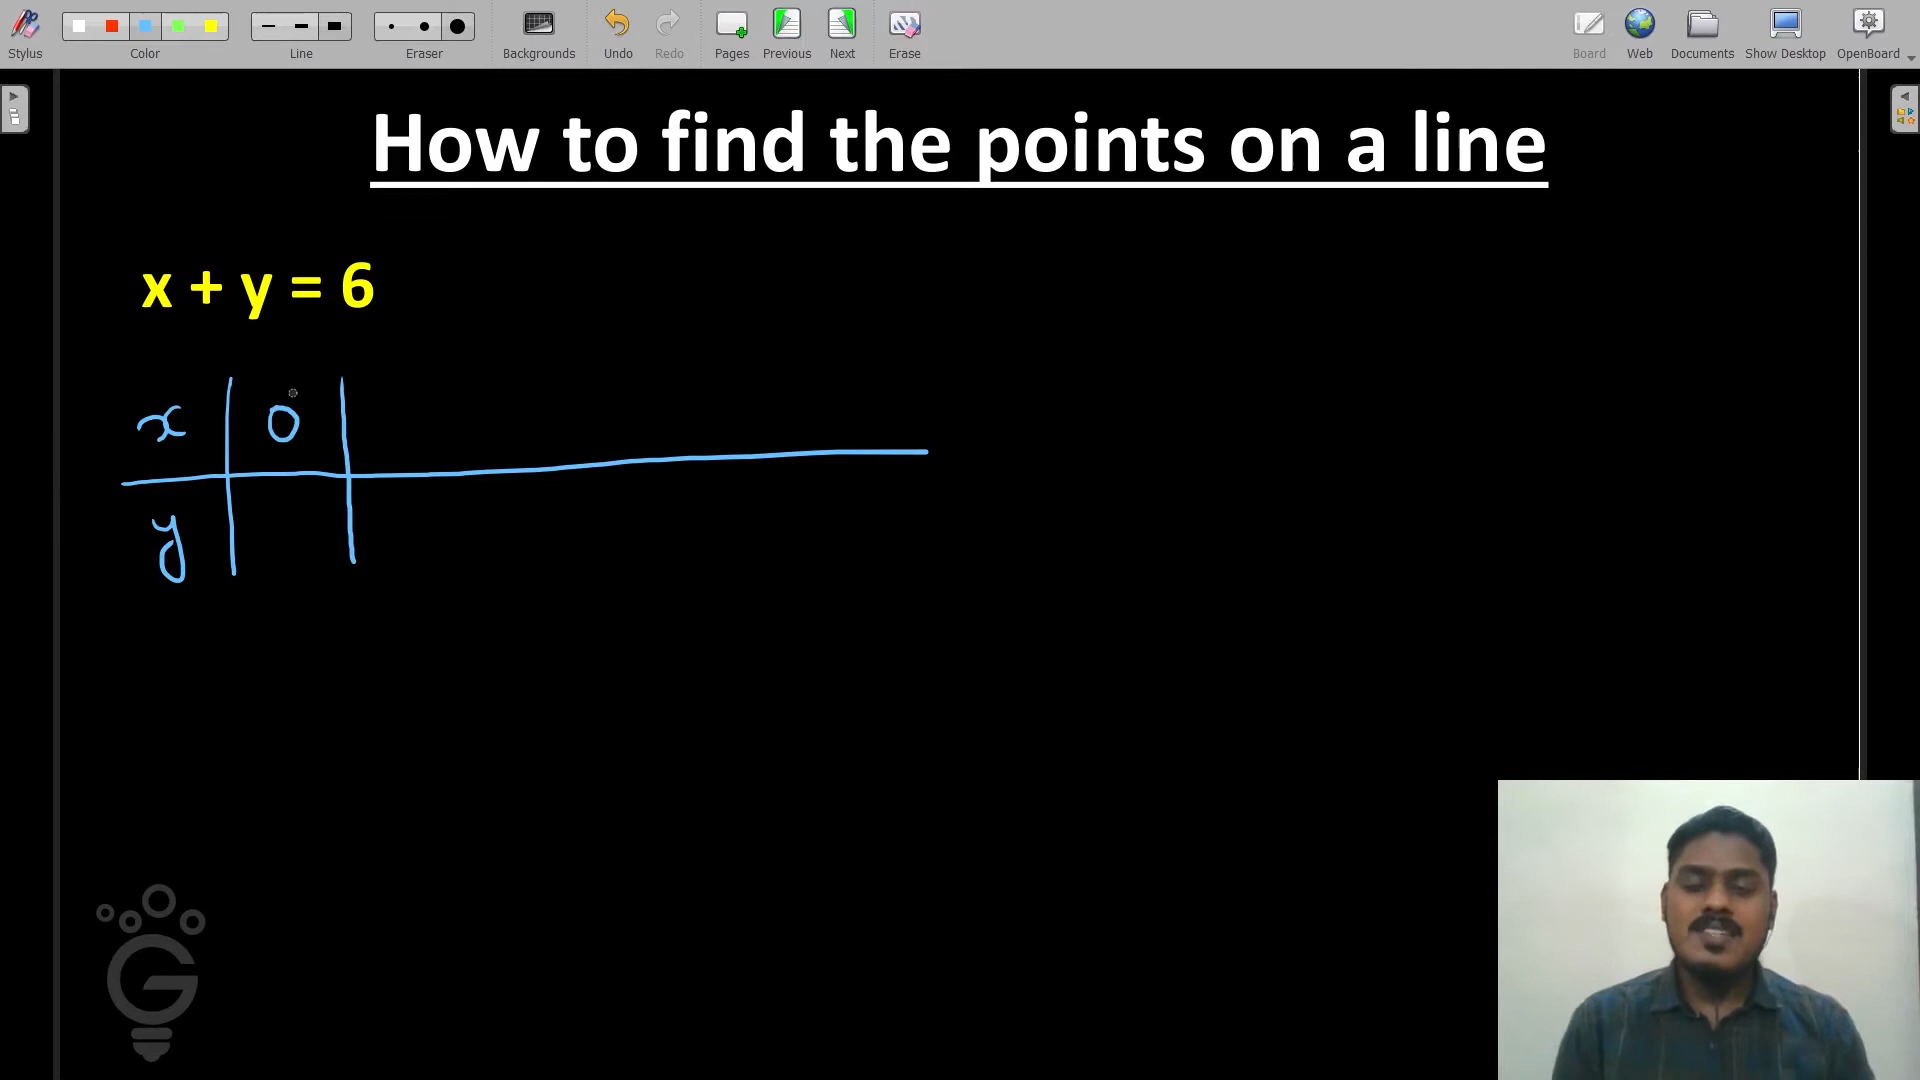 Stylus Color Line Eraser Backgrounds Undo Redo Pages Previous Next Erase Board Web Documents Show Desktop OpenBoard
How to find the points on a line
x + y = 6
x 0
y
G